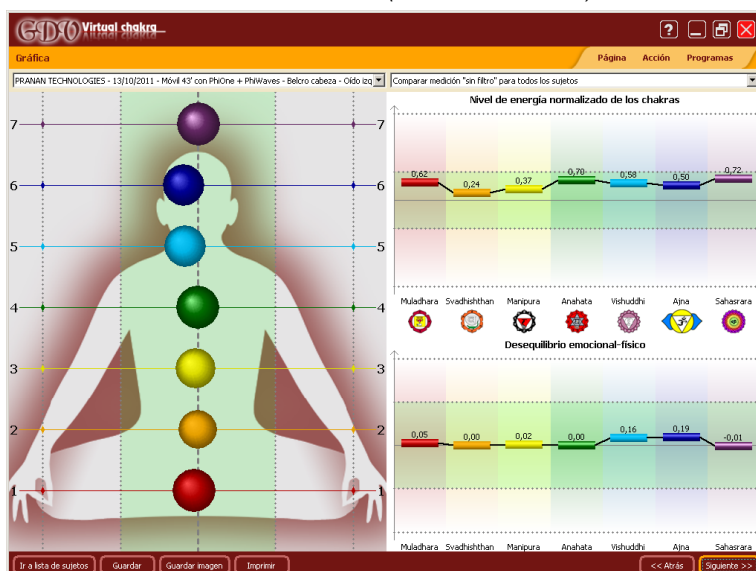 GDV Virtual chakra
?
Gráfica
Página Acción Programas
PRANAN TECHNOLOGIES - 13/10/2011 - Móvil 43' con PhiOne + PhiWaves - Belcro cabeza - Oído izq
Comparar medición "sin filtro" para todos los sujetos
7 7
6 6
5 5
4 4
3 3
2 2
1 1
Nivel de energía normalizado de los chakras
0,62 0,24 0,37 0,70 0,58 0,50 0,72
Muladhara Svadhishthan Manipura Anahata Vishuddhi Ajna Sahasrara
Desequilibrio emocional-físico
0,05 0,00 0,02 0,00 0,16 0,19 -0,01
Muladhara Svadhishthan Manipura Anahata Vishuddhi Ajna Sahasrara
Ir a lista de sujetos Guardar Guardar imagen Imprimir << Atrás Siguiente >>